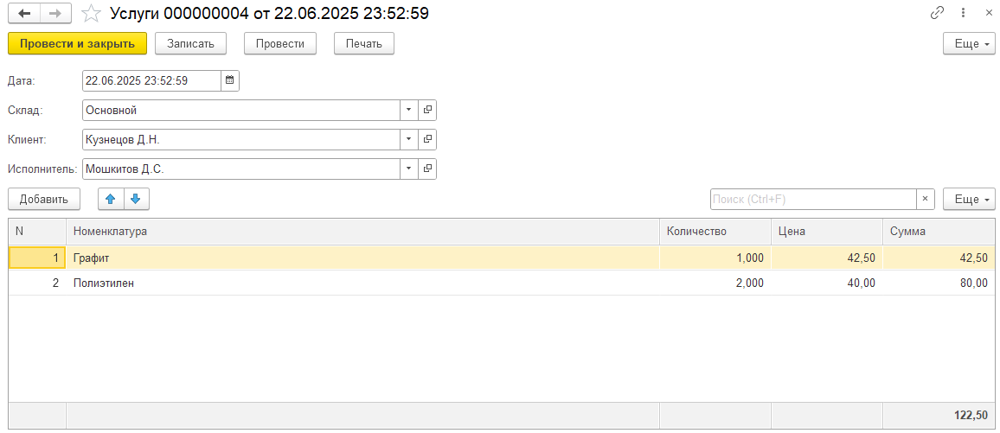 Услуги 000000004 от 22.06.2025 23:52:59
Провести и закрыть Записать Провести Печать Еще
Дата: 22.06.2025 23:52:59
Склад: Основной
Клиент: Кузнецов Д.Н.
Исполнитель: Мошкитов Д.С.
Добавить Поиск (Ctrl+F) × Еще
N Номенклатура Количество Цена Сумма
1 Графит 1,000 42,50 42,50
2 Полиэтилен 2,000 40,00 80,00
122,50